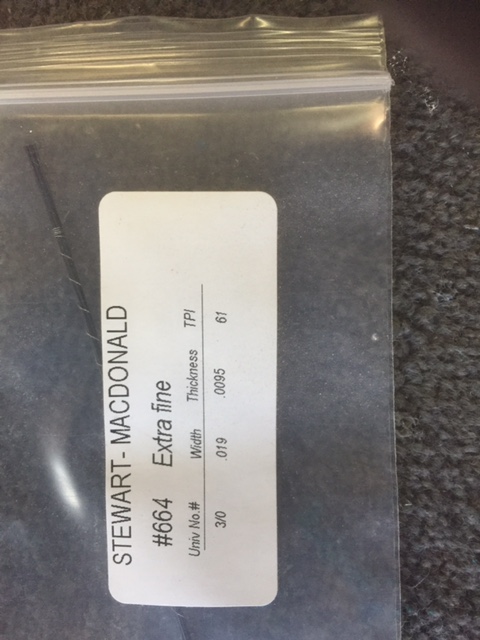 STEWART- MACDONALD
#664 Extra fine
Univ No.# Width Thickness TPI
3/0 .019 .0095 61